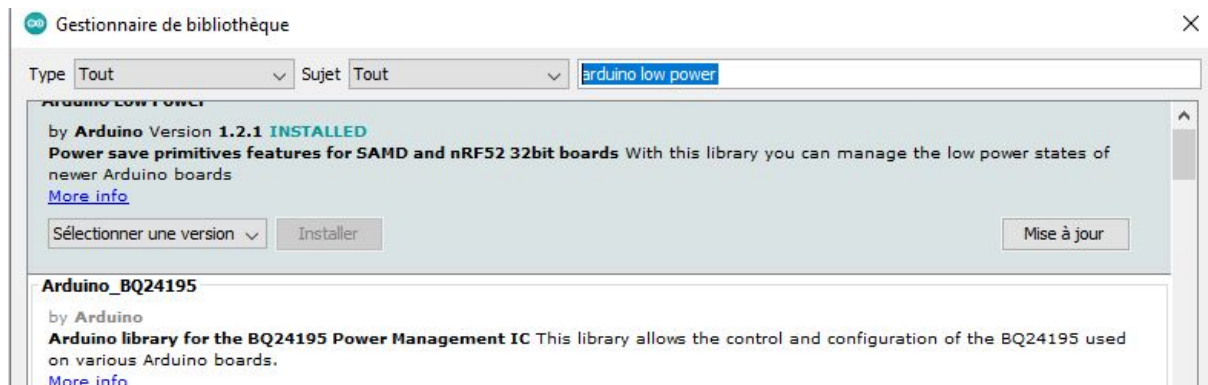 Gestionnaire de bibliothèque
Type Tout Sujet Tout arduino low power
Arduino Low Power
by Arduino Version 1.2.1 INSTALLED
Power save primitives features for SAMD and nRF52 32bit boards With this library you can manage the low power states of
newer Arduino boards
More info
Sélectionner une version Installer Mise à jour
Arduino_BQ24195
by Arduino
Arduino library for the BQ24195 Power Management IC This library allows the control and configuration of the BQ24195 used
on various Arduino boards.
More info